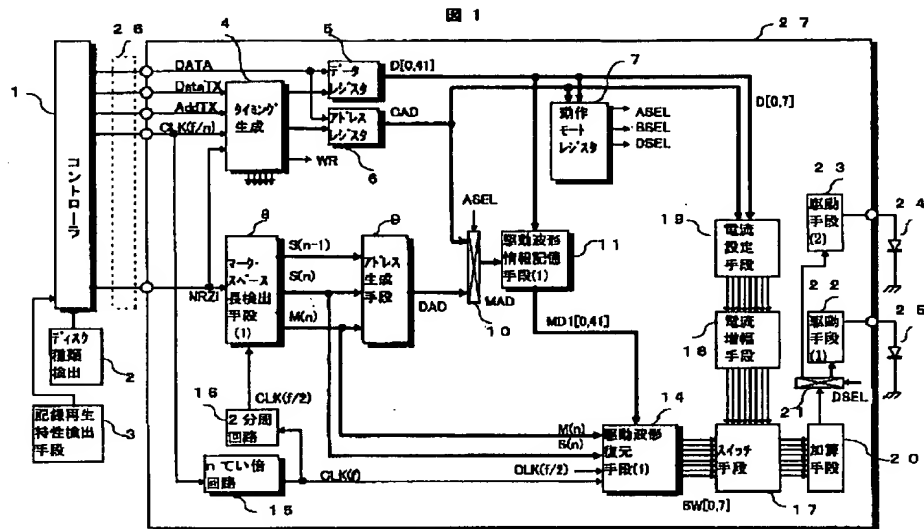 図 1
1
コントローラ
2 6
2 7
DATA
DataTX
AddTX
CLK(f/n)
4
タイミング
生成
WR
5
データ
レジスタ
D[0,41]
アドレス
レジスタ
6
CAD
7
動作
モート
レジスタ
ASEL
BSEL
DSEL
D[0,7]
NRZI
8
マーク・
スペース
長検出
手段
(1)
S(n-1)
S(n)
M(n)
9
アドレス
生成
手段
DAD
ASEL
MAD
1 0
駆動波形
情報記憶
手段(1)
1 1
MD1[0,41]
1 9
電流
設定
手段
1 8
電流
増幅
手段
2 3
駆動
手段
(2)
2 4
2 2
駆動
手段
(1)
2 5
2 1
DSEL
ディスク
種類
検出
2
記録再生
特性検出
手段
3
CLK(f/2)
1 6
2分周
回路
n てい倍
回路
1 5
CLK(f)
M(n)
S(n)
CLK(f/2)
1 4
駆動波形
復元
手段(1)
SW[0,7]
スイッチ
手段
1 7
加算
手段
2 0